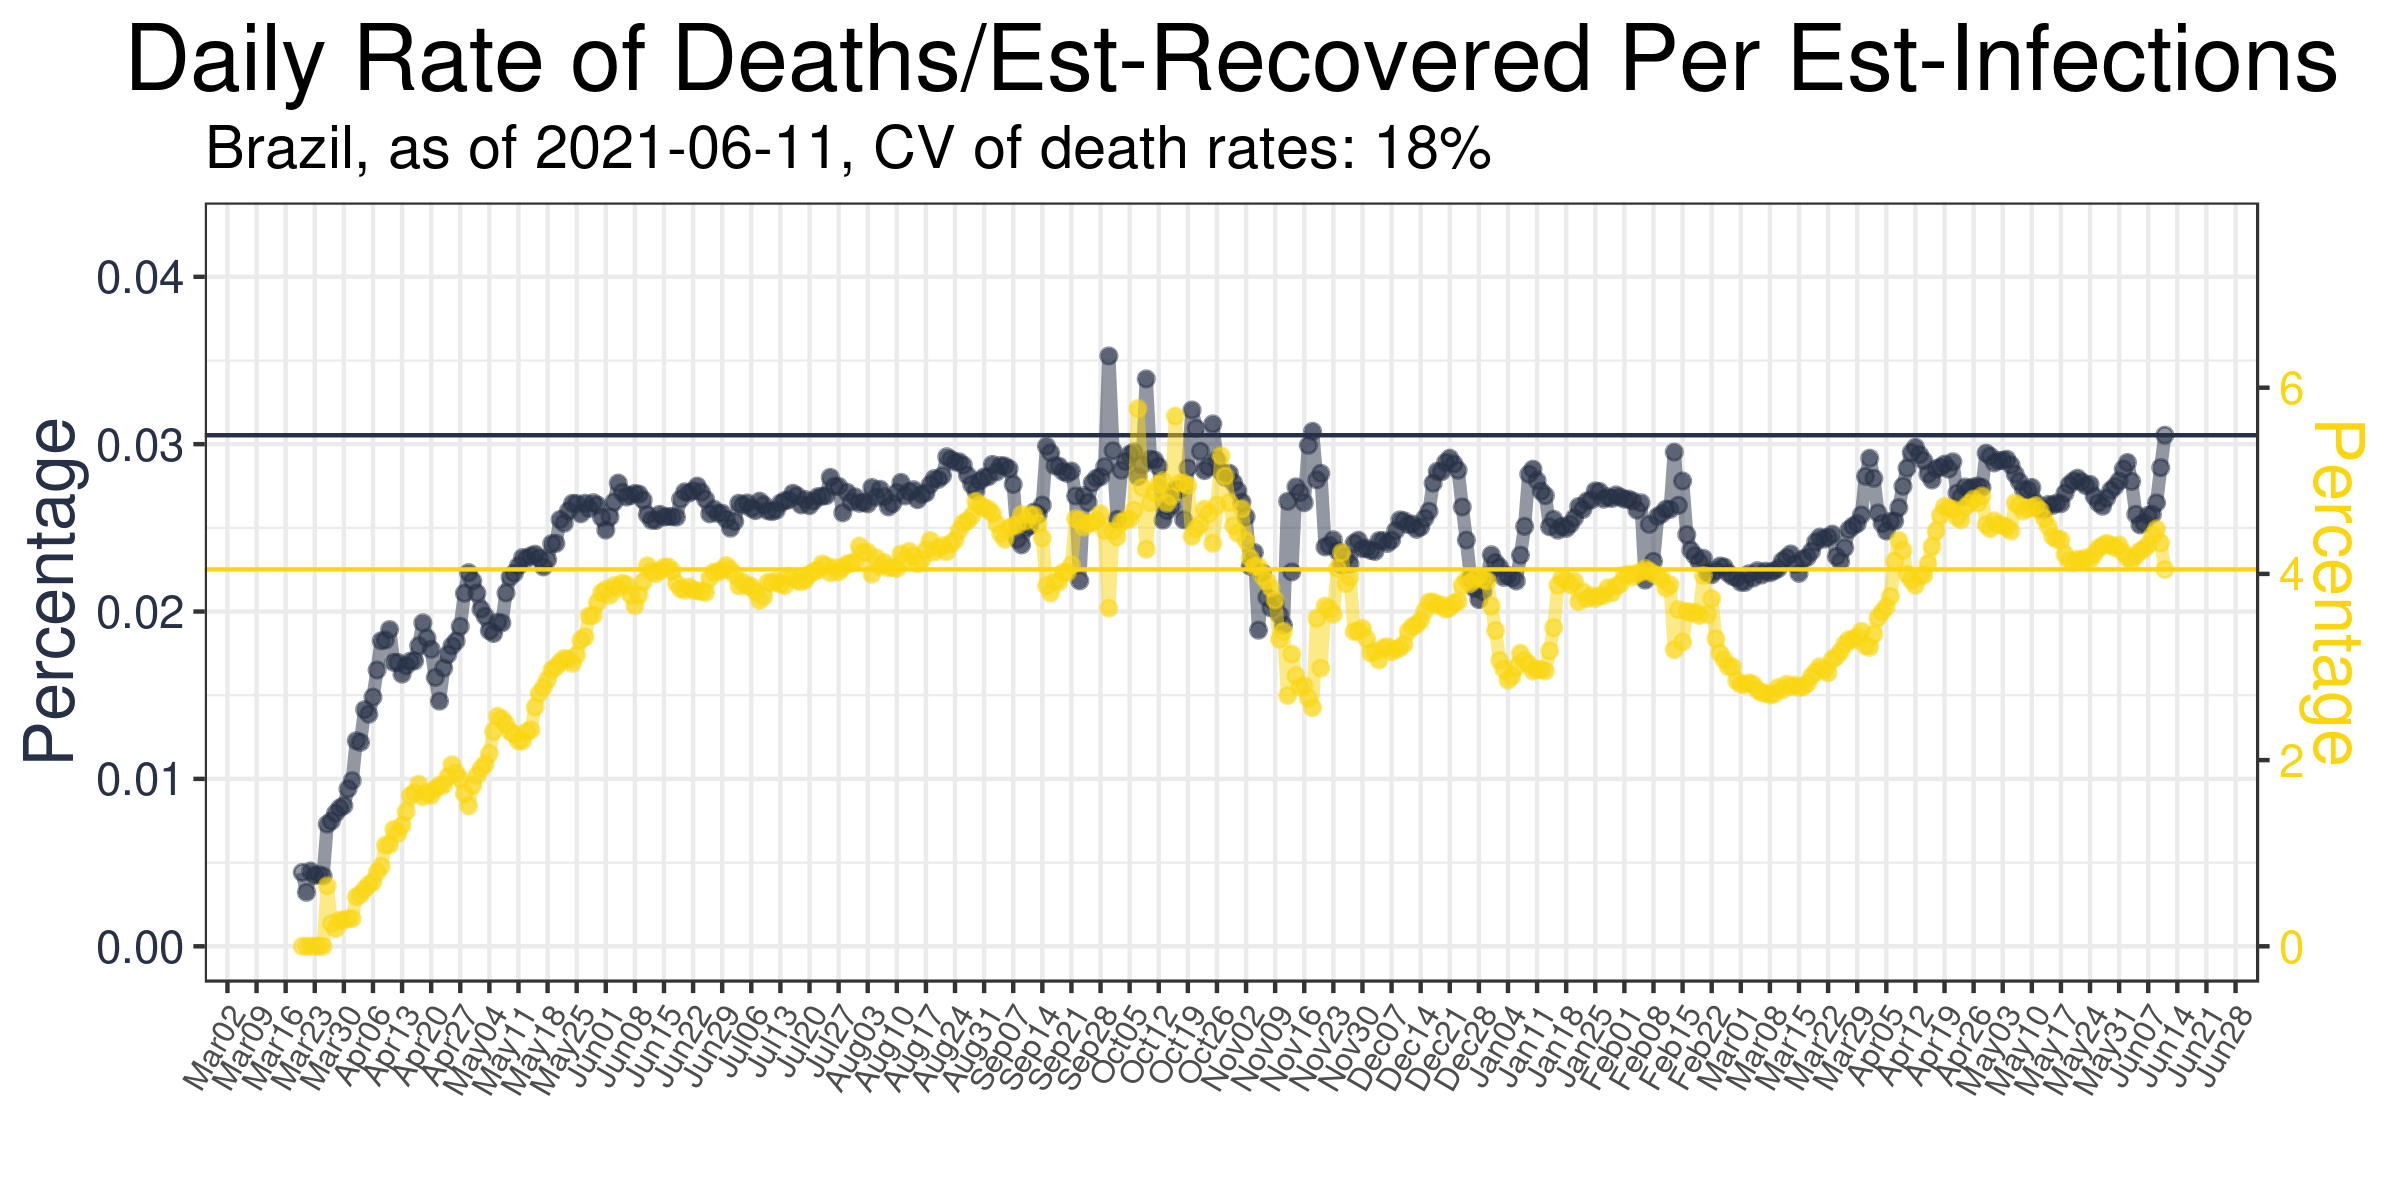 Daily Rate of Deaths/Est-Recovered Per Est-Infections
Brazil, as of 2021-06-11, CV of death rates: 18%
Percentage
0.04
0.03
0.02
0.01
0.00
6
4
2
0
Percentage
Mar02
Mar09
Mar16
Mar23
Mar30
Apr06
Apr13
Apr20
Apr27
May04
May11
May18
May25
Jun01
Jun08
Jun15
Jun22
Jun29
Jul06
Jul13
Jul20
Jul27
Aug03
Aug10
Aug17
Aug24
Aug31
Sep07
Sep14
Sep21
Sep28
Oct05
Oct12
Oct19
Oct26
Nov02
Nov09
Nov16
Nov23
Nov30
Dec07
Dec14
Dec21
Dec28
Jan04
Jan11
Jan18
Jan25
Feb01
Feb08
Feb15
Feb22
Mar01
Mar08
Mar15
Mar22
Mar29
Apr05
Apr12
Apr19
Apr26
May03
May10
May17
May24
May31
Jun07
Jun14
Jun21
Jun28